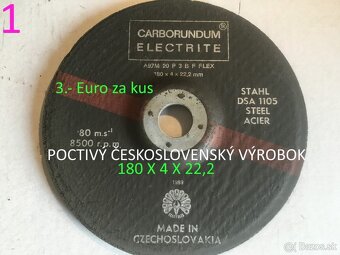 1
CARBORUNDUM
ELECTRITE
A97M 20 P 3 B F FLEX
180 x 4 x 22,2 mm
3.- Euro za kus
STAHL
DSA 1105
STEEL
ACIER
80 m.s⁻¹
8500 r.p.m
POCTIVÝ ČESKOSLOVENSKÝ VÝROBOK
180 X 4 X 22,2
MADE IN
CZECHOSLOVAKIA